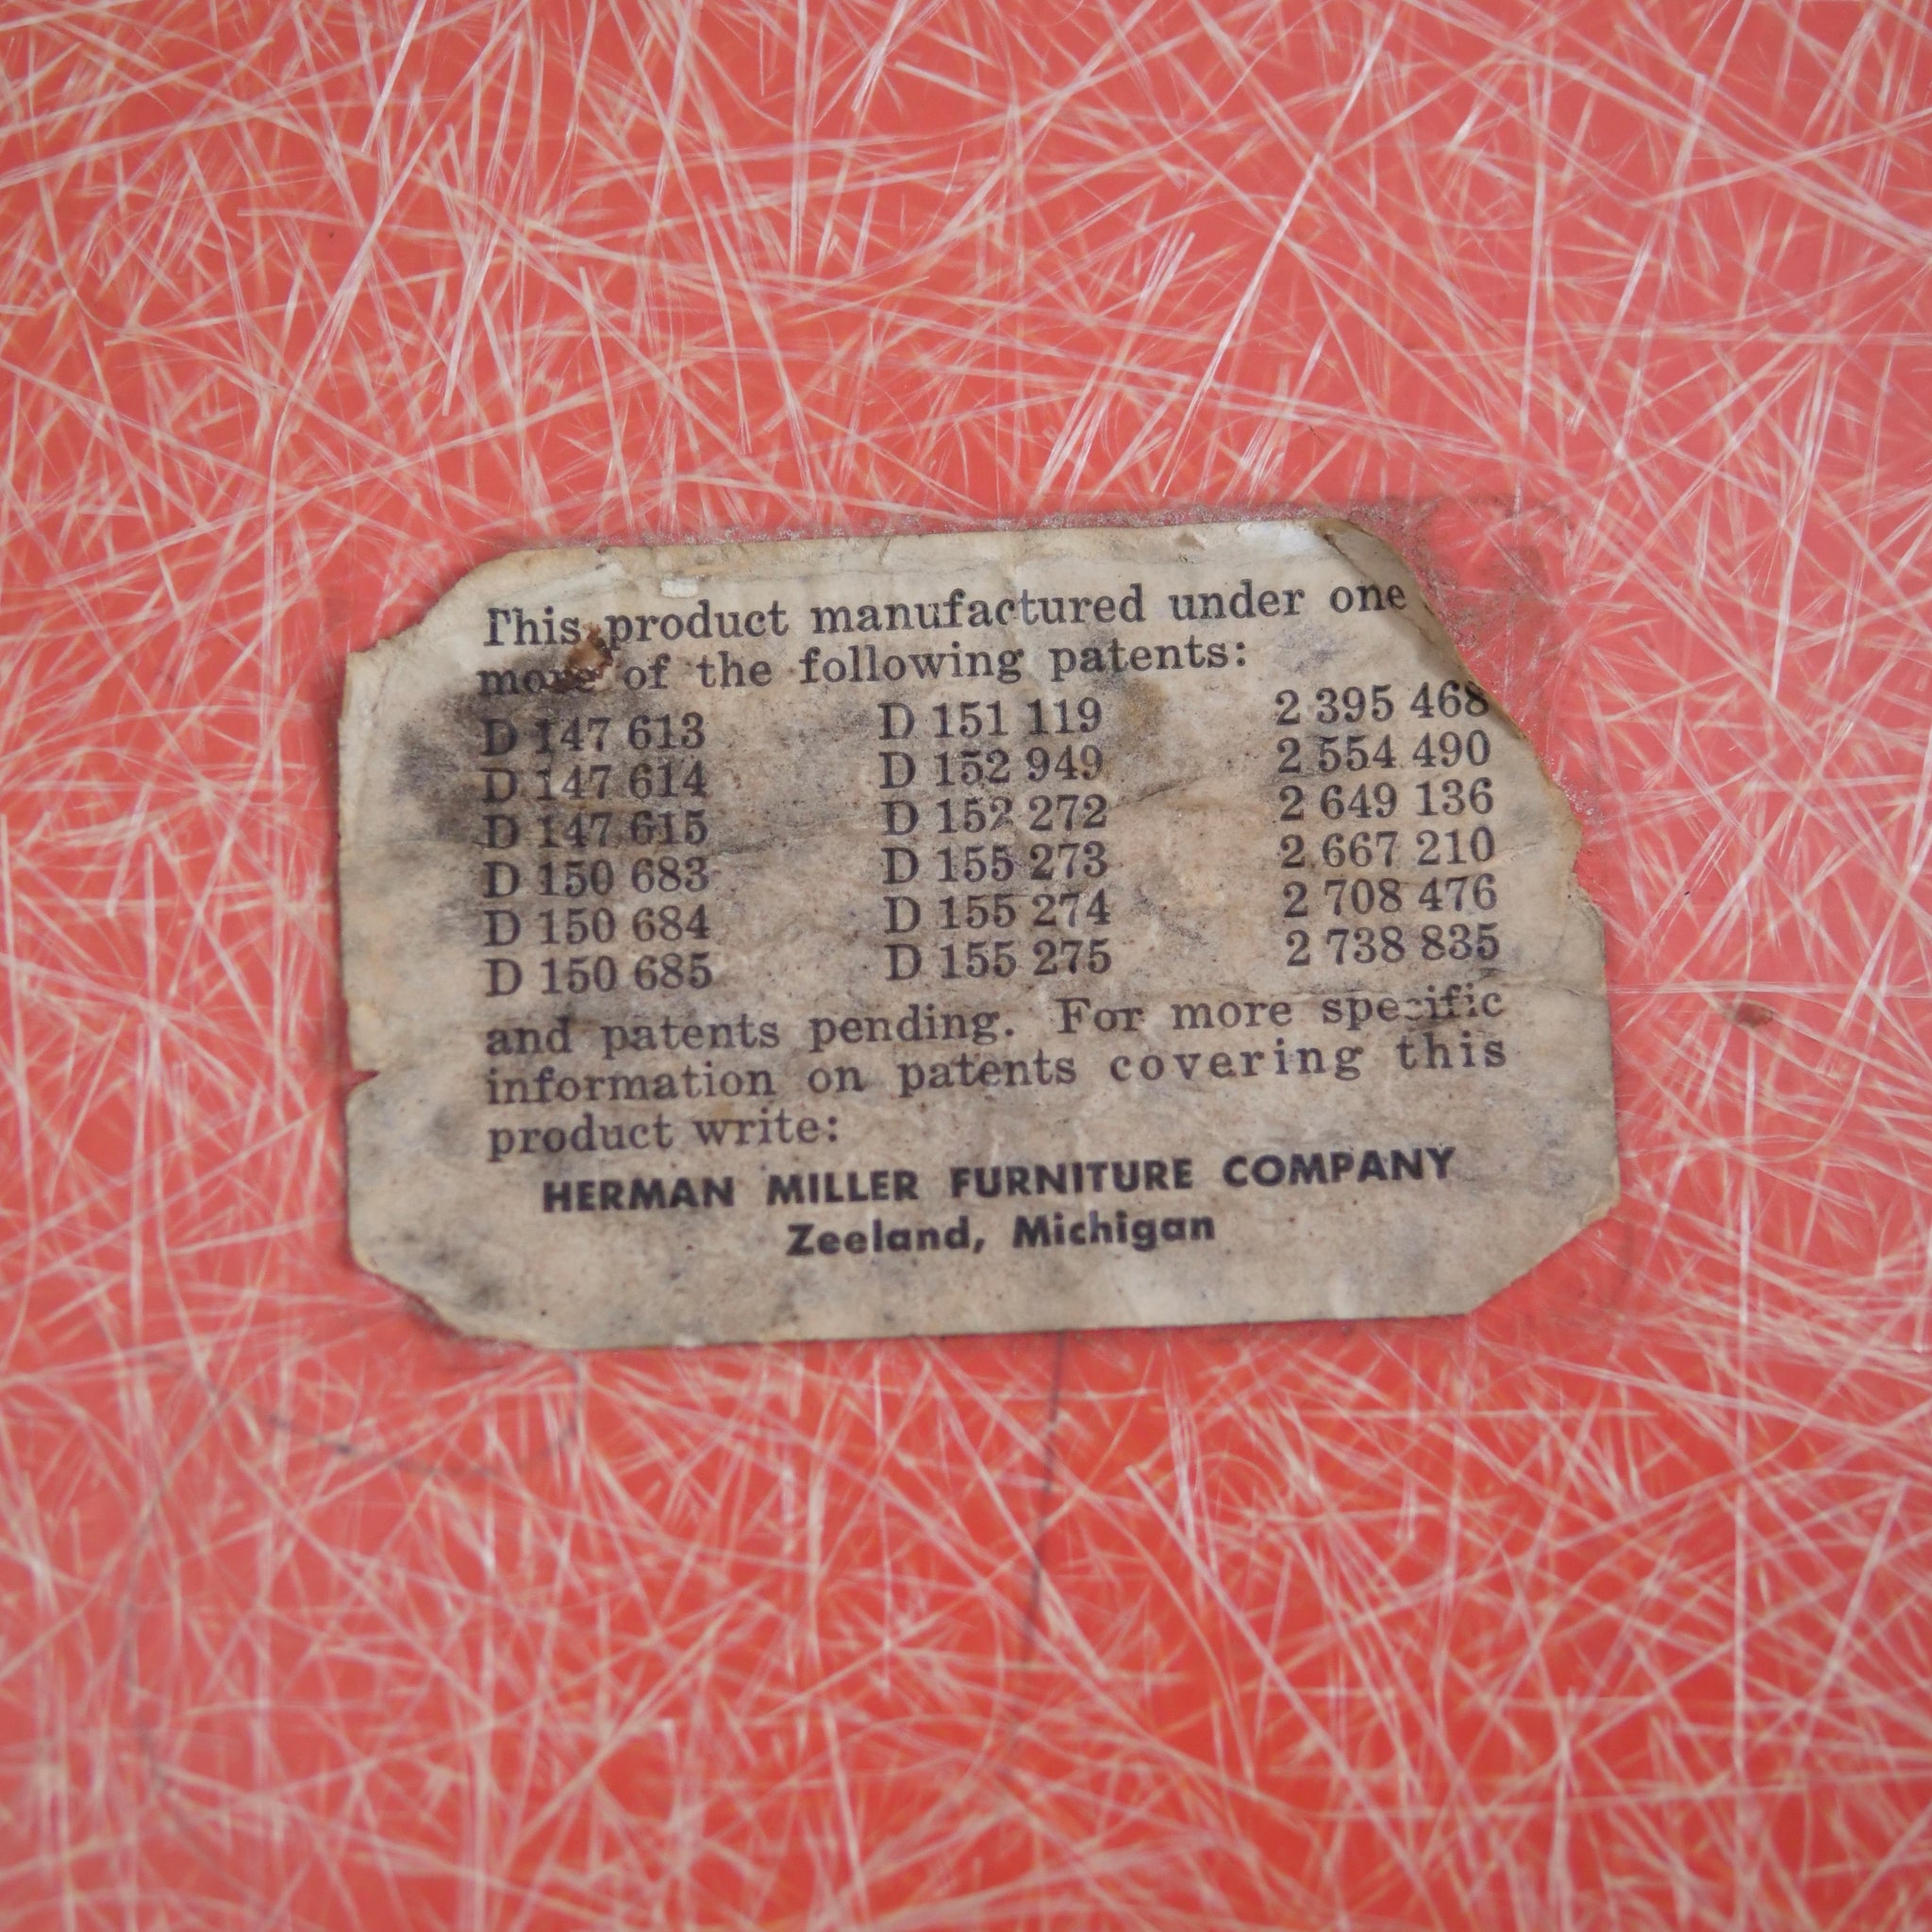 This product manufactured under one
more of the following patents:
D 147 613 D 151 119 2 395 468
D 147 614 D 152 949 2 554 490
D 147 615 D 152 272 2 649 136
D 150 683 D 155 273 2 667 210
D 150 684 D 155 274 2 708 476
D 150 685 D 155 275 2 738 835
and patents pending. For more specific
information on patents covering this
product write:
HERMAN MILLER FURNITURE COMPANY
Zeeland, Michigan